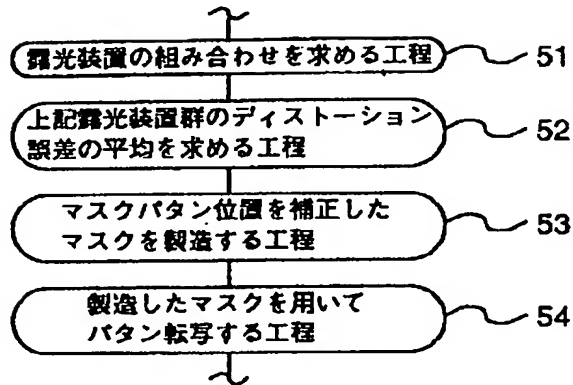 露光装置の組み合わせを求める工程 51
上記露光装置群のディストーション
誤差の平均を求める工程 52
マスクパタン位置を補正した
マスクを製造する工程 53
製造したマスクを用いて
パタン転写する工程 54